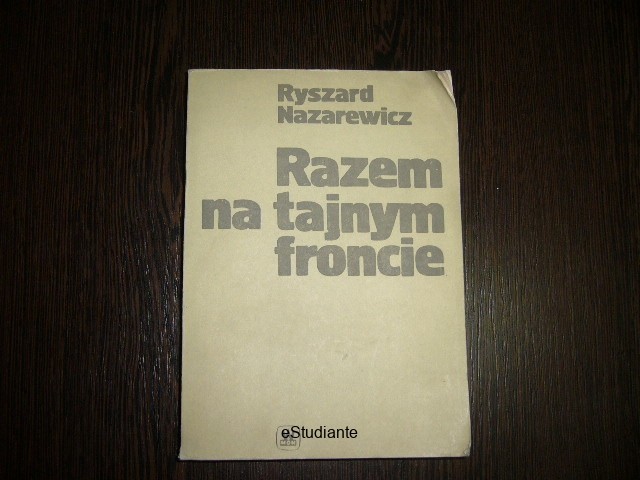 Ryszard
Nazarewicz
Razem
na tajnym
froncie
eStudiante